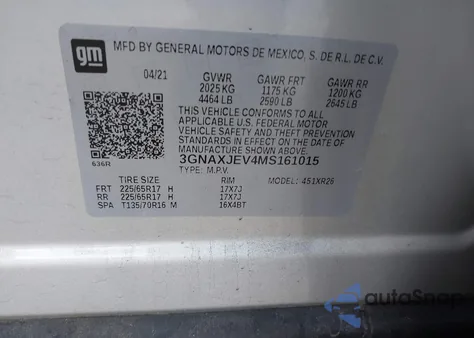 gm
MFD BY GENERAL MOTORS DE MEXICO, S. DE R.L. DE C.V.
04/21 GVWR GAWR FRT GAWR RR
2025 KG 1175 KG 1200 KG
4464 LB 2590 LB 2645 LB
THIS VEHICLE CONFORMS TO ALL
APPLICABLE U.S. FEDERAL MOTOR
VEHICLE SAFETY AND THEFT PREVENTION
STANDARDS IN EFFECT ON THE DATE
OF MANUFACTURE SHOWN ABOVE.
636R 3GNAXJEV4MS161015
TYPE: M.P.V.
TIRE SIZE RIM MODEL: 4S1XR26
FRT 225/65R17 H 17X7J
RR 225/65R17 H 17X7J
SPA T135/70R16 M 16X4BT
autoSnap